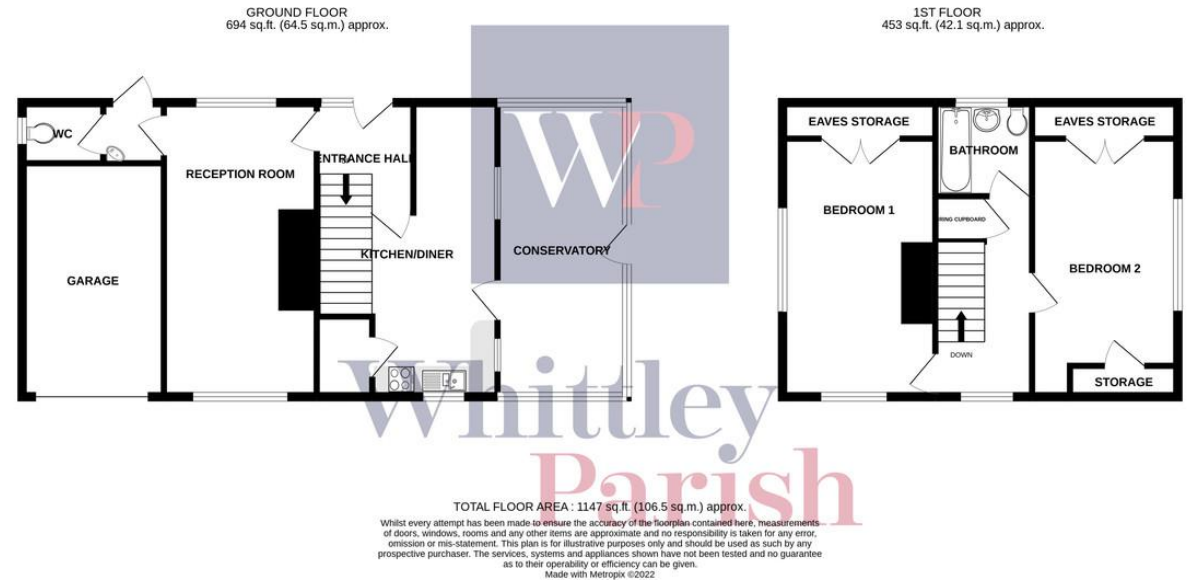 GROUND FLOOR
694 sq.ft. (64.5 sq.m.) approx.
1ST FLOOR
453 sq.ft. (42.1 sq.m.) approx.
WC
RECEPTION ROOM
ENTRANCE HALL
UP
GARAGE
KITCHEN/DINER
CONSERVATORY
WP
EAVES STORAGE
BATHROOM
EAVES STORAGE
BEDROOM 1
RING CUPBOARD
BEDROOM 2
DOWN
STORAGE
Whittley
Parish
TOTAL FLOOR AREA : 1147 sq.ft. (106.5 sq.m.) approx.
Whilst every attempt has been made to ensure the accuracy of the floorplan contained here, measurements
of doors, windows, rooms and any other items are approximate and no responsibility is taken for any error,
omission or mis-statement. This plan is for illustrative purposes only and should be used as such by any
prospective purchaser. The services, systems and appliances shown have not been tested and no guarantee
as to their operability or efficiency can be given.
Made with Metropix ©2022